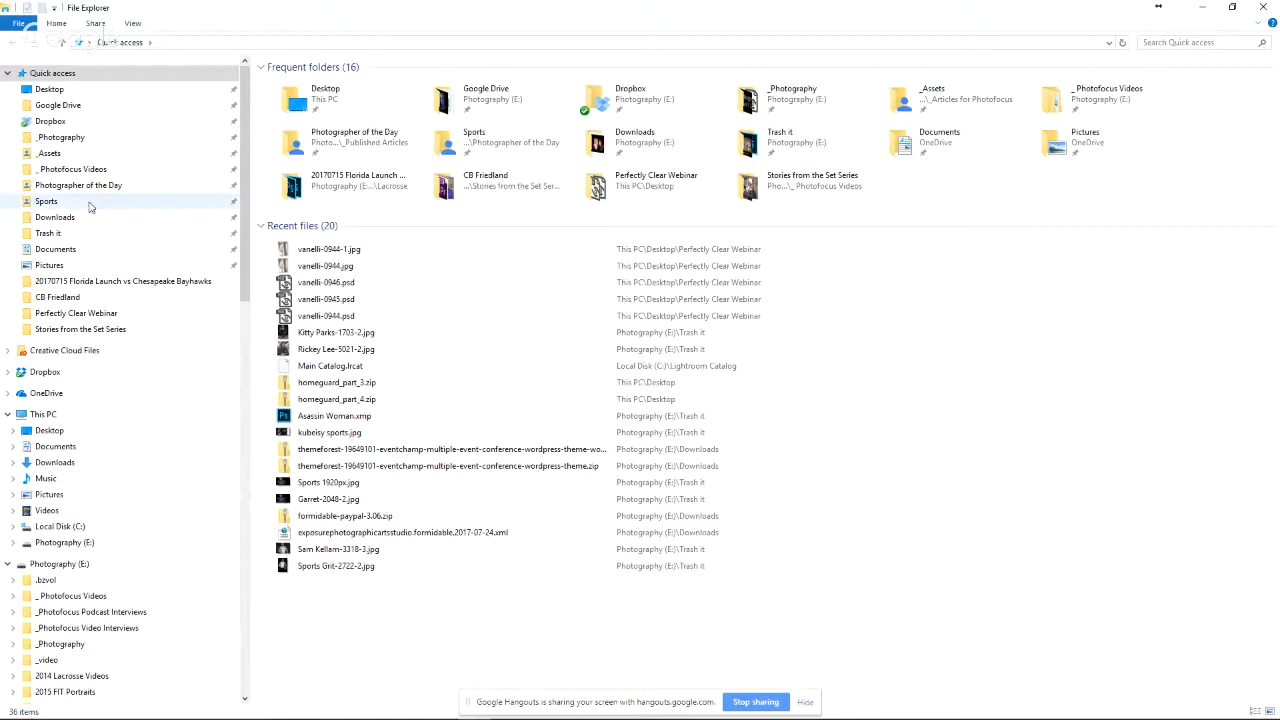 File Explorer
File Home Share View
Quick access
Search Quick access
Quick access
Desktop
Google Drive
Dropbox
_Photography
_Assets
_ Photofocus Videos
Photographer of the Day
Sports
Downloads
Trash it
Documents
Pictures
20170715 Florida Launch vs Chesapeake Bayhawks
CB Friedland
Perfectly Clear Webinar
Stories from the Set Series
Creative Cloud Files
Dropbox
OneDrive
This PC
Desktop
Documents
Downloads
Music
Pictures
Videos
Local Disk (C:)
Photography (E:)
Photography (E:)
.bzvol
_ Photofocus Videos
_Photofocus Podcast Interviews
_Photofocus Video Interviews
_Photography
_video
2014 Lacrosse Videos
2015 FIT Portraits
36 items
Frequent folders (16)
Desktop
This PC
Google Drive
Photography (E:)
Dropbox
Photography (E:)
_Photography
Photography (E:)
_Assets
...\_Articles for Photofocus
_ Photofocus Videos
Photography (E:)
Photographer of the Day
Photo...\_Published Articles
Sports
...\Photographer of the Day
Downloads
Photography (E:)
Trash it
Photography (E:)
Documents
OneDrive
Pictures
OneDrive
20170715 Florida Launch ...
Photography (E:...\Lacrosse
CB Friedland
...\Stories from the Set Ser...
Perfectly Clear Webinar
This PC\Desktop
Stories from the Set Series
Pho...\_ Photofocus Videos
Recent files (20)
vanelli-0944-1.jpg This PC\Desktop\Perfectly Clear Webinar
vanelli-0944.jpg This PC\Desktop\Perfectly Clear Webinar
vanelli-0946.psd This PC\Desktop\Perfectly Clear Webinar
vanelli-0945.psd This PC\Desktop\Perfectly Clear Webinar
vanelli-0944.psd This PC\Desktop\Perfectly Clear Webinar
Kitty Parks-1703-2.jpg Photography (E:)\Trash it
Rickey Lee-5021-2.jpg Photography (E:)\Trash it
Main Catalog.lrcat Local Disk (C:)\Lightroom Catalog
homeguard_part_3.zip This PC\Desktop
homeguard_part_4.zip This PC\Desktop
Asassin Woman.xmp Photography (E:)\Trash it
kubeisy sports.jpg Photography (E:)\Trash it
themeforest-19649101-eventchamp-multiple-event-conference-wordpress-theme-wo... Photography (E:)\Downloads
themeforest-19649101-eventchamp-multiple-event-conference-wordpress-theme.zip Photography (E:)\Downloads
Sports 1920px.jpg Photography (E:)\Trash it
Garret-2048-2.jpg Photography (E:)\Trash it
formidable-paypal-3.06.zip Photography (E:)\Downloads
exposurephotographicartsstudio.formidable.2017-07-24.xml Photography (E:)\Downloads
Sam Kellam-3318-3.jpg Photography (E:)\Trash it
Sports Grit-2722-2.jpg Photography (E:)\Trash it
Google Hangouts is sharing your screen with hangouts.google.com. Stop sharing Hide